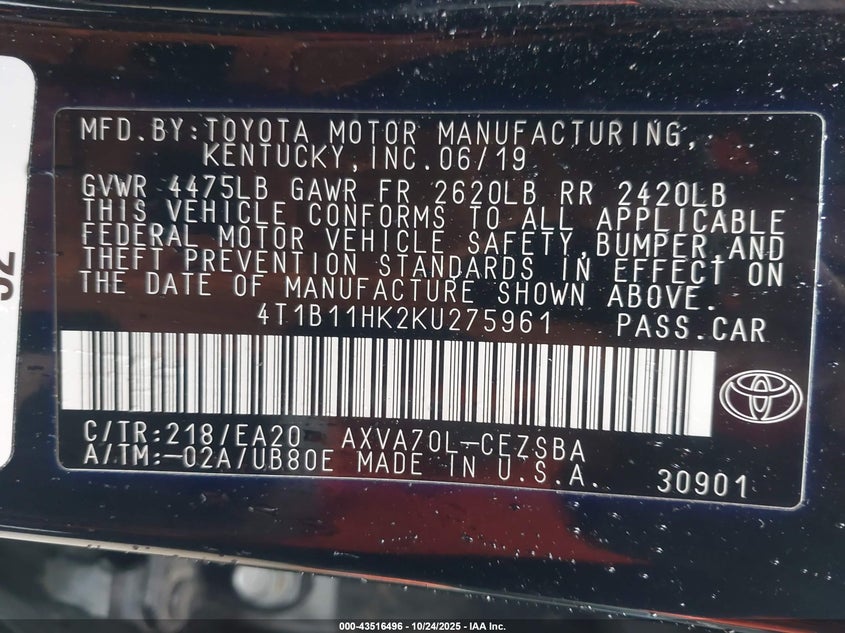 MFD.BY:TOYOTA MOTOR MANUFACTURING,
KENTUCKY,INC.06/19
GVWR 4475LB GAWR FR 2620LB RR 2420LB
THIS VEHICLE CONFORMS TO ALL APPLICABLE
FEDERAL MOTOR VEHICLE SAFETY,BUMPER,AND
THEFT PREVENTION STANDARDS IN EFFECT ON
THE DATE OF MANUFACTURE SHOWN ABOVE.
4T1B11HK2KU275961 PASS.CAR
C/TR:218/EA20 AXVA70L-CEZSBA
A/TM:-02A/UB80E MADE IN U.S.A.
30901
000-43516496 - 10/24/2025 - IAA Inc.